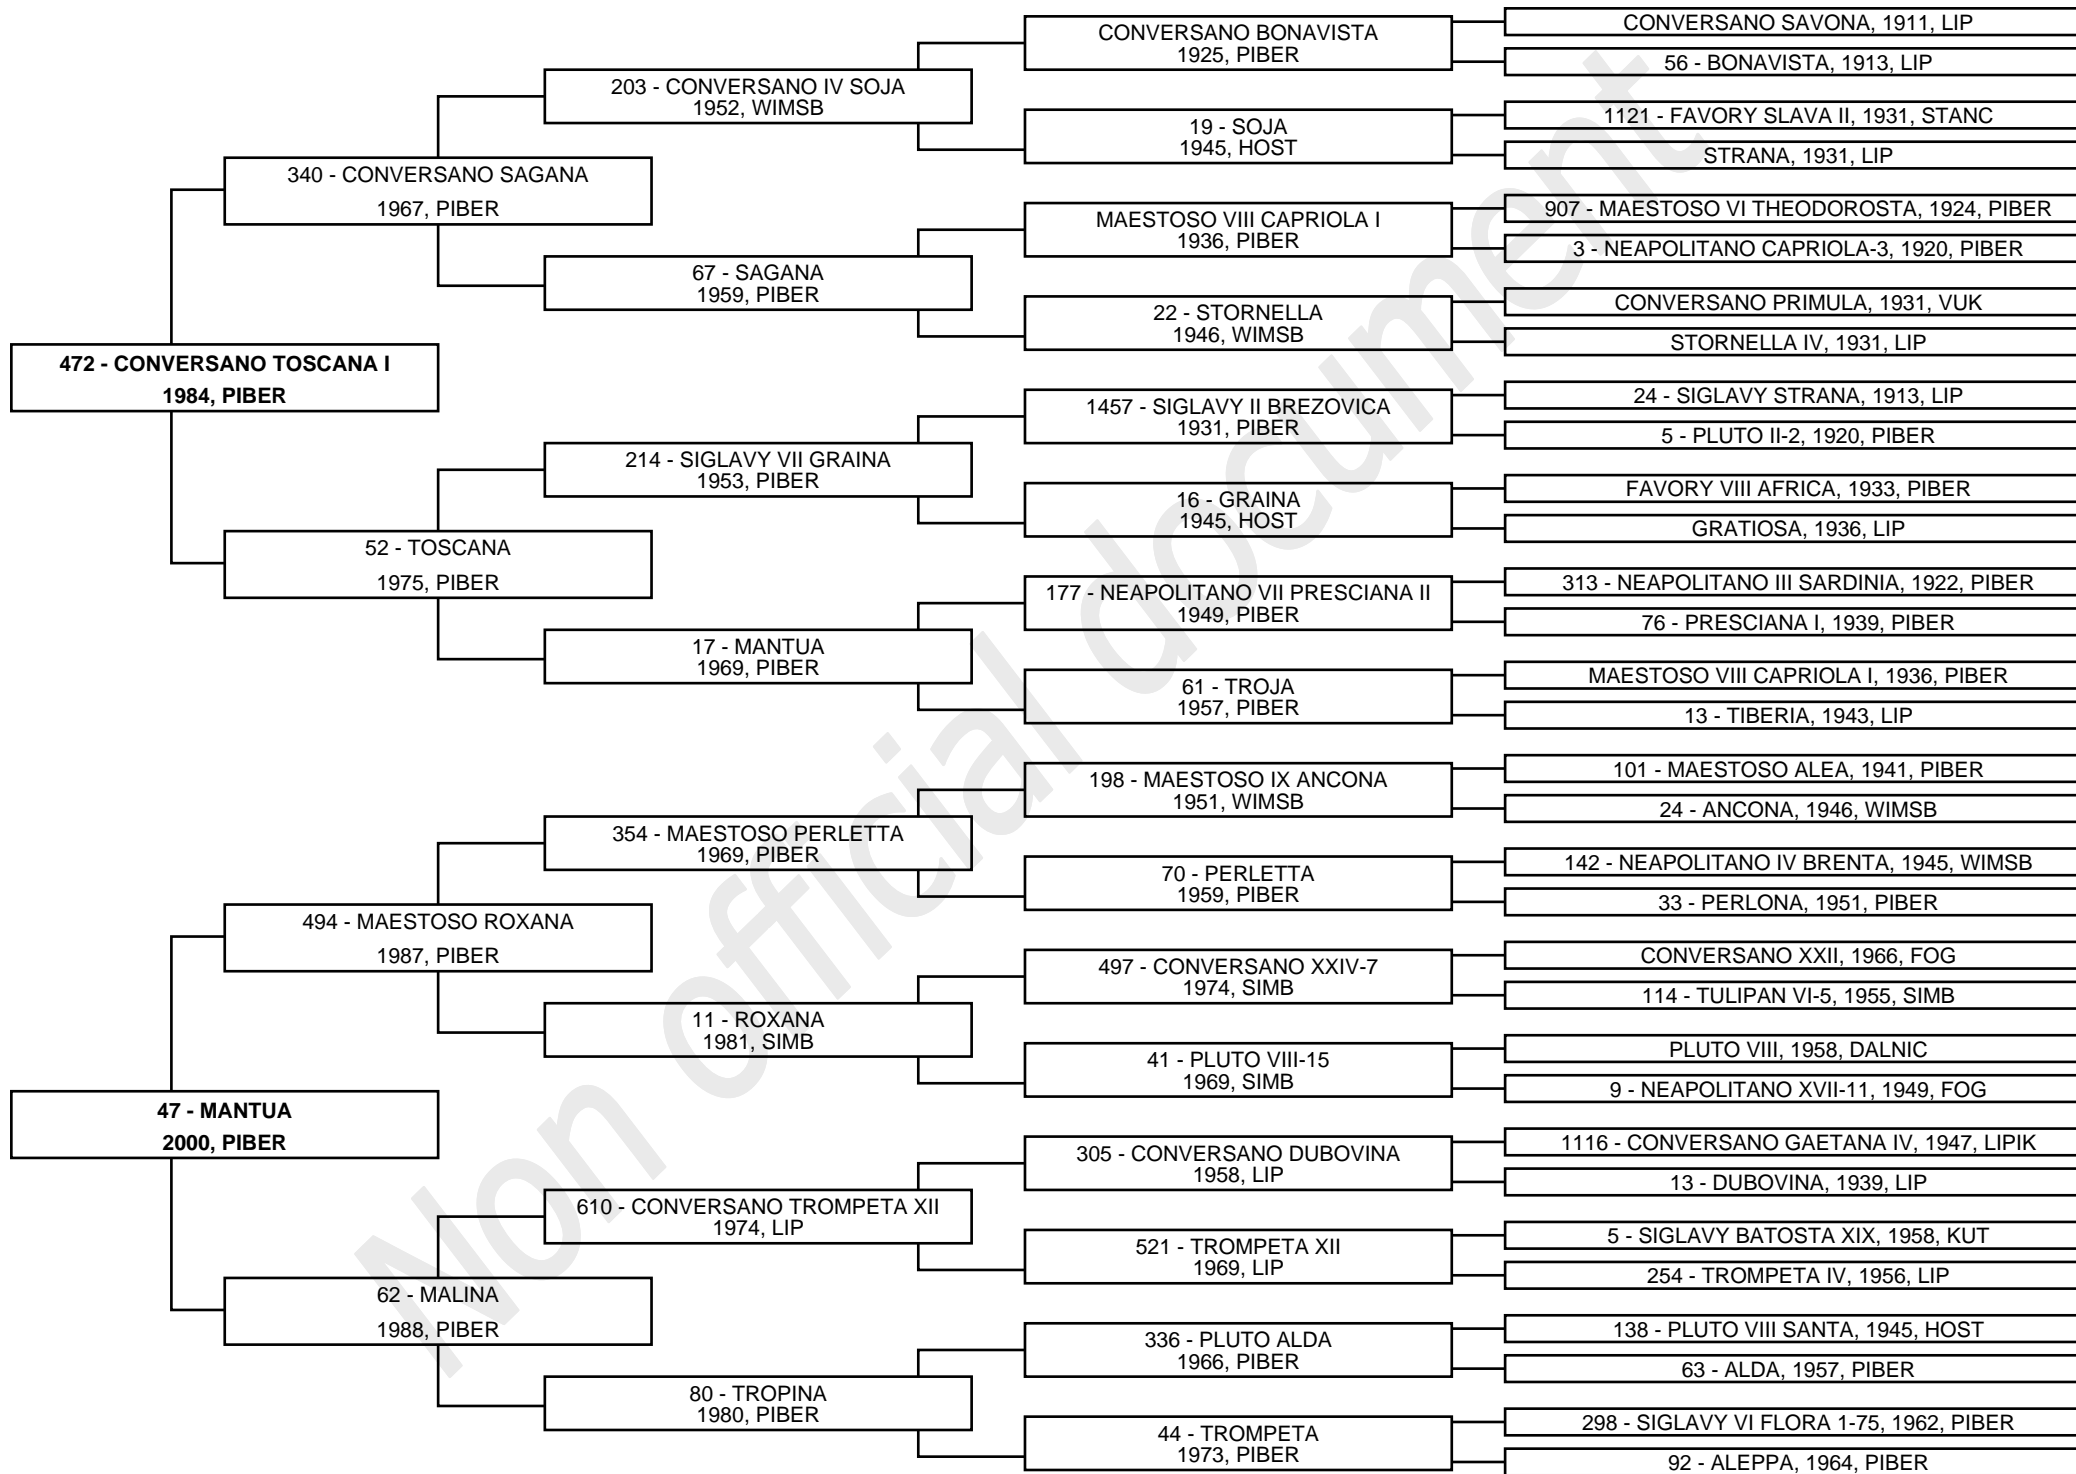 CONVERSANO SAVONA, 1911, LIP
CONVERSANO BONAVISTA
1925, PIBER
56 - BONAVISTA, 1913, LIP
203 - CONVERSANO IV SOJA
1952, WIMSB
1121 - FAVORY SLAVA II, 1931, STANC
19 - SOJA
1945, HOST
STRANA, 1931, LIP
340 - CONVERSANO SAGANA
1967, PIBER
907 - MAESTOSO VI THEODOROSTA, 1924, PIBER
MAESTOSO VIII CAPRIOLA I
1936, PIBER
3 - NEAPOLITANO CAPRIOLA-3, 1920, PIBER
67 - SAGANA
1959, PIBER
CONVERSANO PRIMULA, 1931, VUK
22 - STORNELLA
1946, WIMSB
STORNELLA IV, 1931, LIP
472 - CONVERSANO TOSCANA I
1984, PIBER
24 - SIGLAVY STRANA, 1913, LIP
1457 - SIGLAVY II BREZOVICA
1931, PIBER
5 - PLUTO II-2, 1920, PIBER
214 - SIGLAVY VII GRAINA
1953, PIBER
FAVORY VIII AFRICA, 1933, PIBER
16 - GRAINA
1945, HOST
GRATIOSA, 1936, LIP
52 - TOSCANA
1975, PIBER
313 - NEAPOLITANO III SARDINIA, 1922, PIBER
177 - NEAPOLITANO VII PRESCIANA II
1949, PIBER
76 - PRESCIANA I, 1939, PIBER
17 - MANTUA
1969, PIBER
MAESTOSO VIII CAPRIOLA I, 1936, PIBER
61 - TROJA
1957, PIBER
13 - TIBERIA, 1943, LIP
101 - MAESTOSO ALEA, 1941, PIBER
198 - MAESTOSO IX ANCONA
1951, WIMSB
24 - ANCONA, 1946, WIMSB
354 - MAESTOSO PERLETTA
1969, PIBER
142 - NEAPOLITANO IV BRENTA, 1945, WIMSB
70 - PERLETTA
1959, PIBER
33 - PERLONA, 1951, PIBER
494 - MAESTOSO ROXANA
1987, PIBER
CONVERSANO XXII, 1966, FOG
497 - CONVERSANO XXIV-7
1974, SIMB
114 - TULIPAN VI-5, 1955, SIMB
11 - ROXANA
1981, SIMB
PLUTO VIII, 1958, DALNIC
41 - PLUTO VIII-15
1969, SIMB
9 - NEAPOLITANO XVII-11, 1949, FOG
47 - MANTUA
2000, PIBER
1116 - CONVERSANO GAETANA IV, 1947, LIPIK
305 - CONVERSANO DUBOVINA
1958, LIP
13 - DUBOVINA, 1939, LIP
610 - CONVERSANO TROMPETA XII
1974, LIP
5 - SIGLAVY BATOSTA XIX, 1958, KUT
521 - TROMPETA XII
1969, LIP
254 - TROMPETA IV, 1956, LIP
62 - MALINA
1988, PIBER
138 - PLUTO VIII SANTA, 1945, HOST
336 - PLUTO ALDA
1966, PIBER
63 - ALDA, 1957, PIBER
80 - TROPINA
1980, PIBER
298 - SIGLAVY VI FLORA 1-75, 1962, PIBER
44 - TROMPETA
1973, PIBER
92 - ALEPPA, 1964, PIBER
Non official document